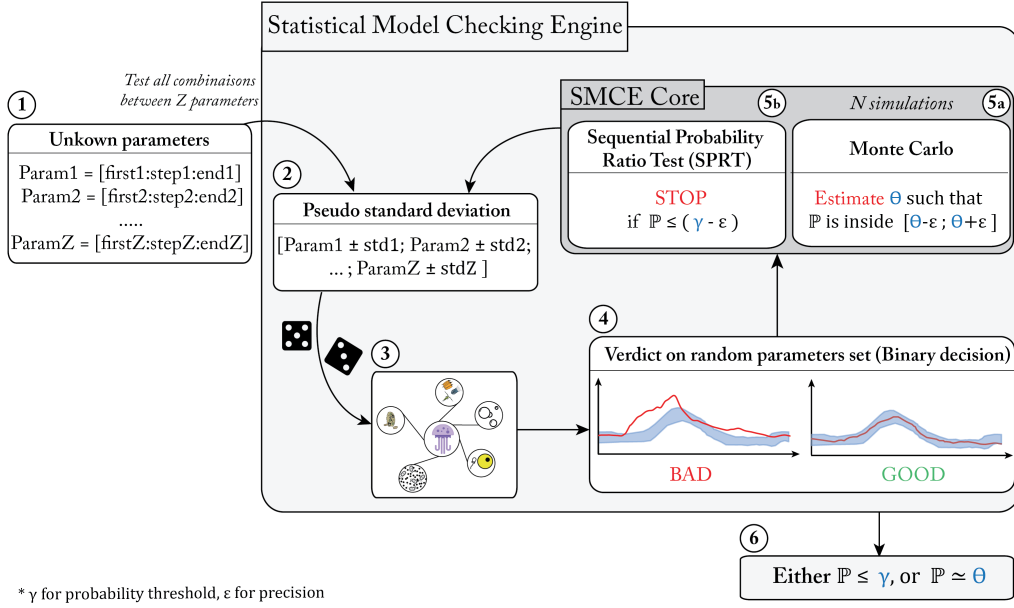 Statistical Model Checking Engine
Test all combinaisons
between Z parameters
1
Unkown parameters
Param1 = [first1:step1:end1]
Param2 = [first2:step2:end2]
.....
ParamZ = [firstZ:stepZ:endZ]
2
Pseudo standard deviation
[Param1 ± std1; Param2 ± std2;
... ; ParamZ ± stdZ ]
3
SMCE Core
5b
N simulations
5a
Sequential Probability
Ratio Test (SPRT)
STOP
if ℙ ≤ ( γ - ε )
Monte Carlo
Estimate Θ such that
ℙ is inside [Θ-ε ; Θ+ε ]
4
Verdict on random parameters set (Binary decision)
BAD
GOOD
6
Either ℙ ≤ γ, or ℙ ≃ Θ
* γ for probability threshold, ε for precision